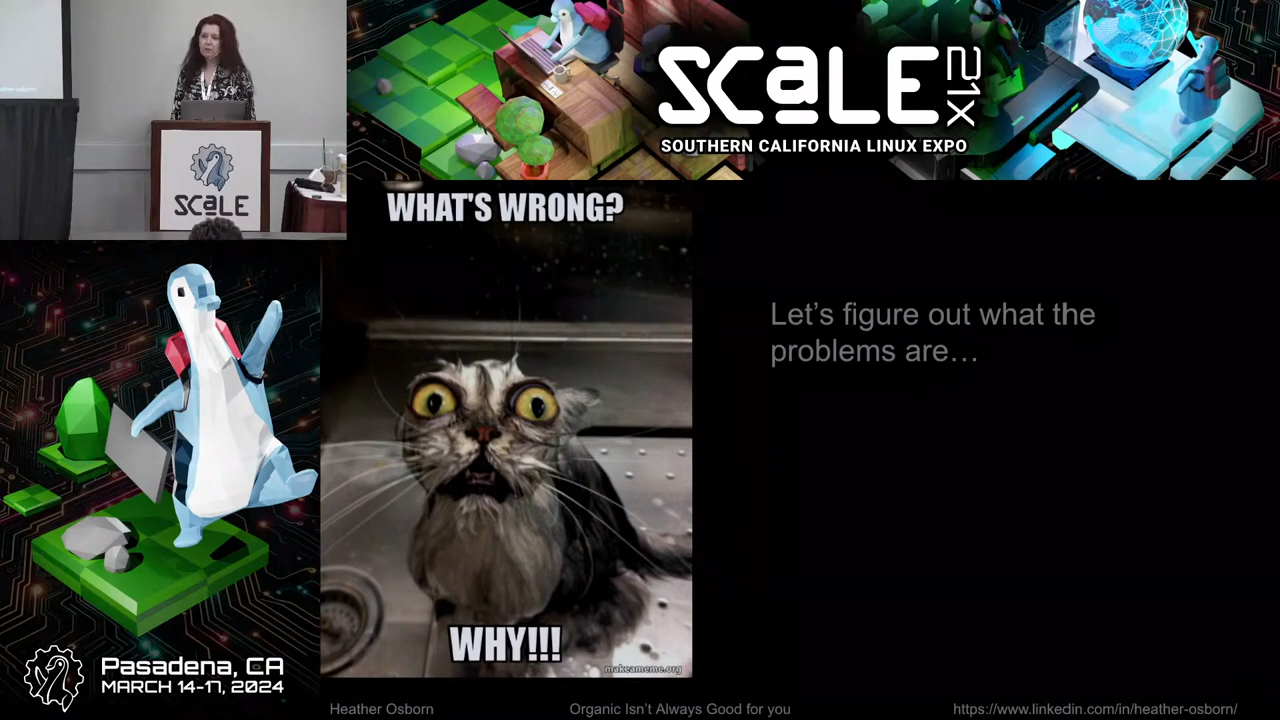 ather-osborn/
SCALE
SCALE 21X
SOUTHERN CALIFORNIA LINUX EXPO
WHAT'S WRONG?
WHY!!!
makeameme.org
Let’s figure out what the
problems are…
Pasadena, CA
MARCH 14-17, 2024
Heather Osborn
Organic Isn’t Always Good for you
https://www.linkedin.com/in/heather-osborn/